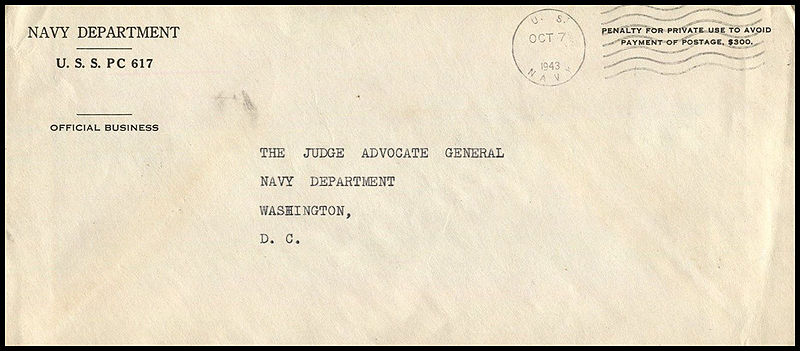 NAVY DEPARTMENT
U. S. S. PC 617
OFFICIAL BUSINESS
U. S.
OCT 7
1943
NAVY
PENALTY FOR PRIVATE USE TO AVOID
PAYMENT OF POSTAGE, $300.
THE JUDGE ADVOCATE GENERAL
NAVY DEPARTMENT
WASHINGTON,
D. C.